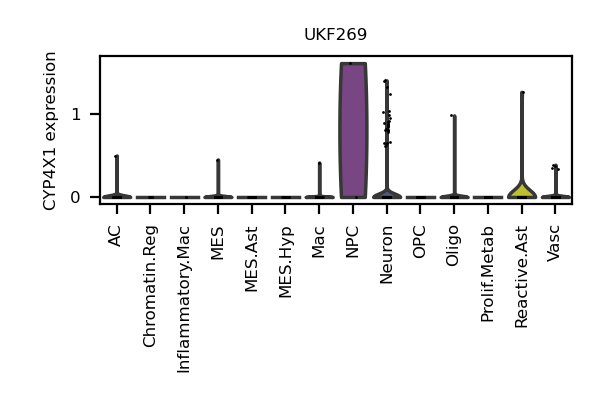 UKF269
CYP4X1 expression
1
0
AC
Chromatin.Reg
Inflammatory.Mac
MES
MES.Ast
MES.Hyp
Mac
NPC
Neuron
OPC
Oligo
Prolif.Metab
Reactive.Ast
Vasc